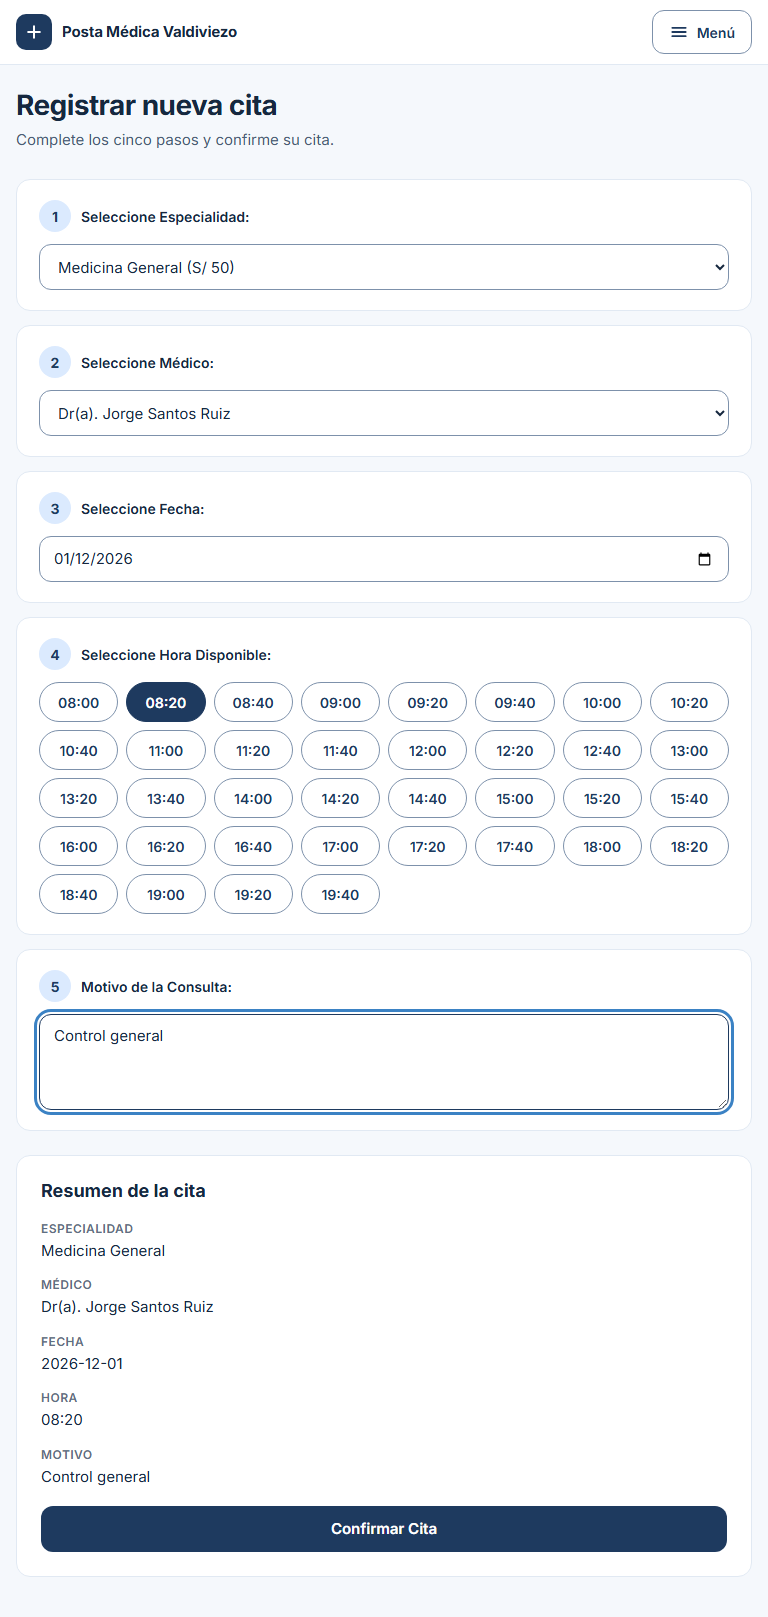 Posta Médica Valdiviezo
Menú
Registrar nueva cita
Complete los cinco pasos y confirme su cita.
1 Seleccione Especialidad:
Medicina General (S/ 50)
2 Seleccione Médico:
Dr(a). Jorge Santos Ruiz
3 Seleccione Fecha:
01/12/2026
4 Seleccione Hora Disponible:
08:00 08:20 08:40 09:00 09:20 09:40 10:00 10:20
10:40 11:00 11:20 11:40 12:00 12:20 12:40 13:00
13:20 13:40 14:00 14:20 14:40 15:00 15:20 15:40
16:00 16:20 16:40 17:00 17:20 17:40 18:00 18:20
18:40 19:00 19:20 19:40
5 Motivo de la Consulta:
Control general
Resumen de la cita
ESPECIALIDAD
Medicina General
MÉDICO
Dr(a). Jorge Santos Ruiz
FECHA
2026-12-01
HORA
08:20
MOTIVO
Control general
Confirmar Cita